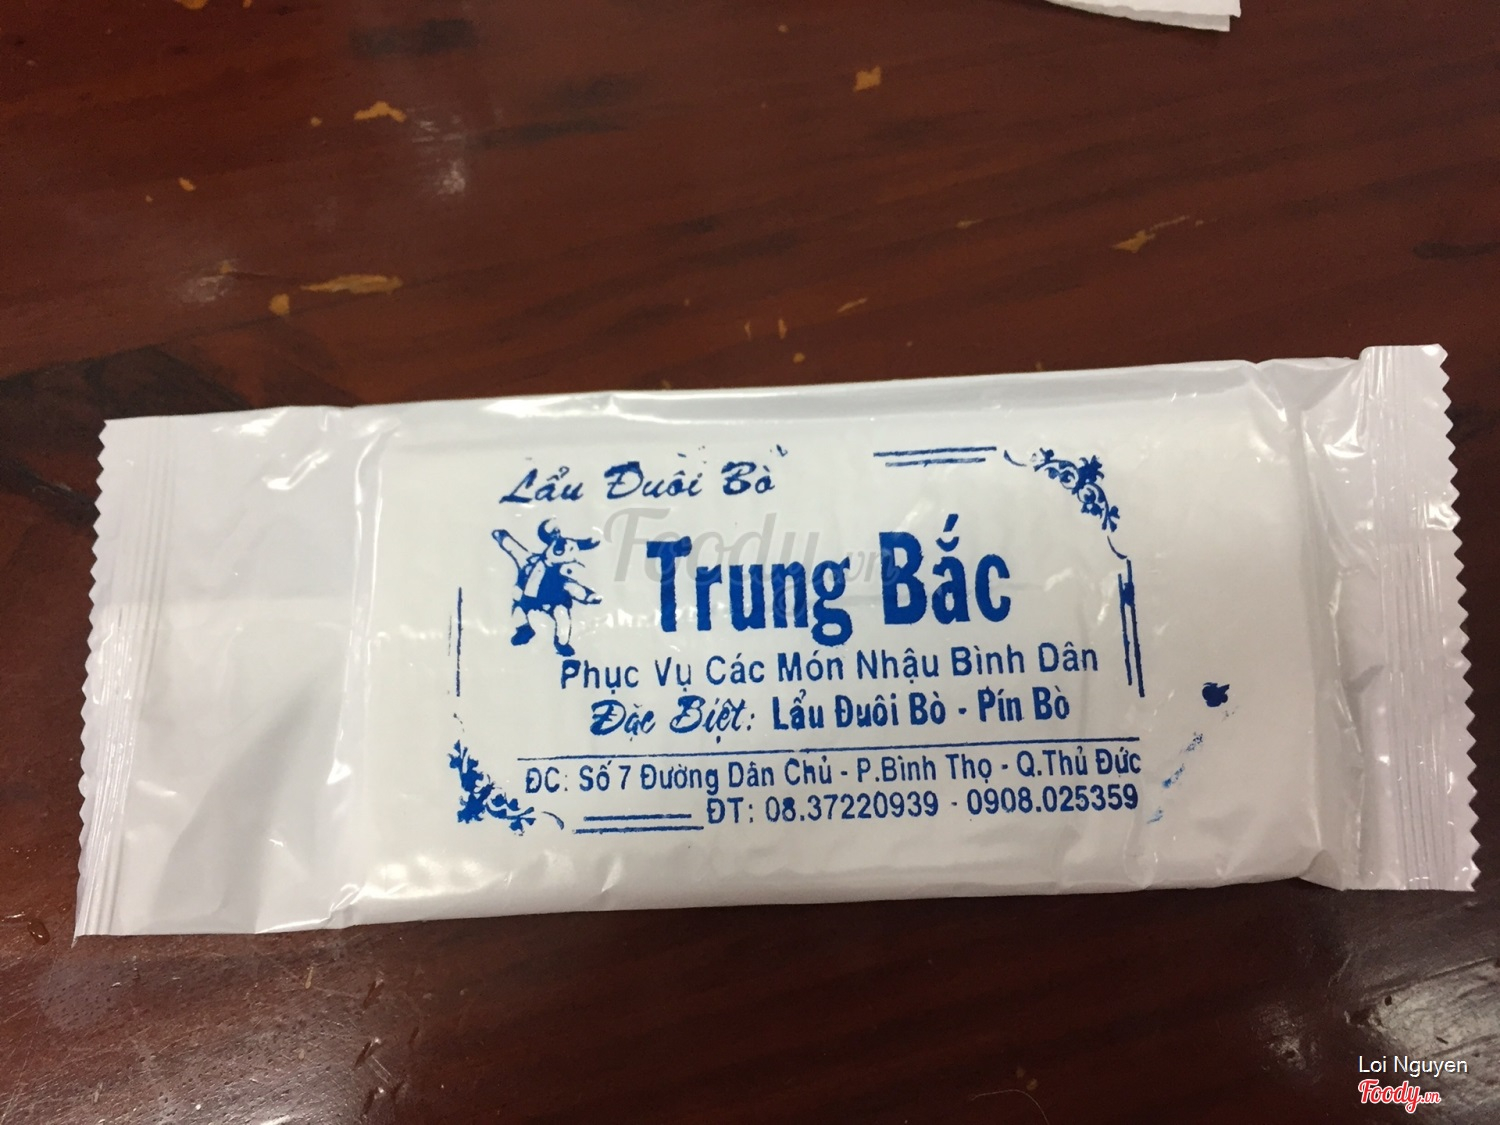 Lẩu Đuôi Bò
Trung Bắc
Phục Vụ Các Món Nhậu Bình Dân
Đặc Biệt: Lẩu Đuôi Bò - Pín Bò
ĐC: Số 7 Đường Dân Chủ - P.Bình Thọ - Q.Thủ Đức
ĐT: 08.37220939 - 0908.025359
Foody.vn
Loi Nguyen
Foody.vn